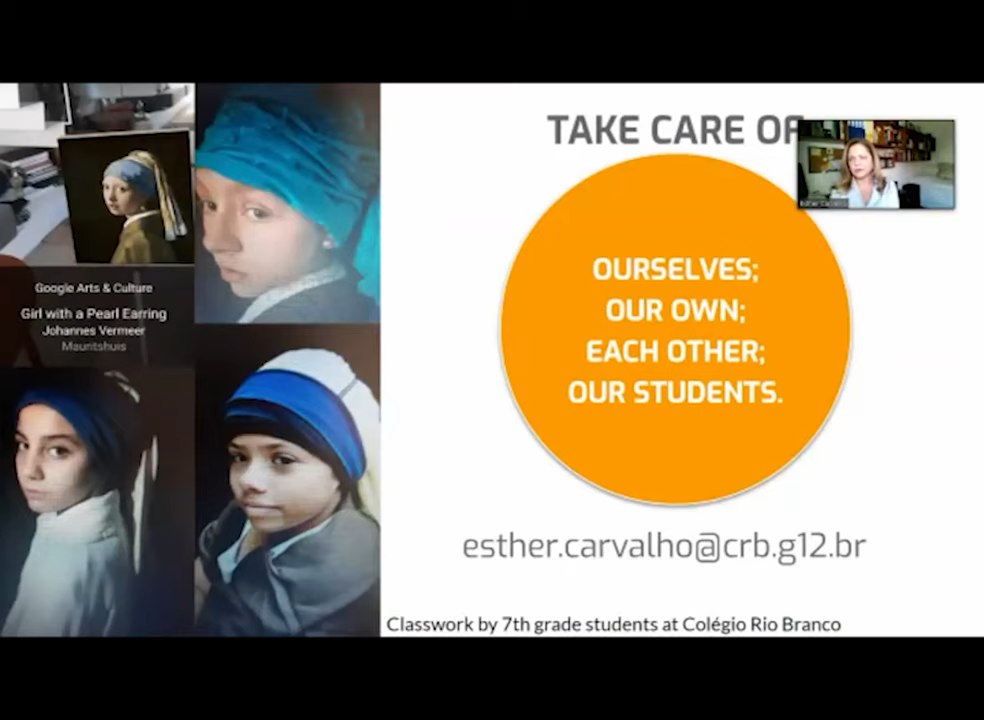 Google Arts & Culture
Girl with a Pearl Earring
Johannes Vermeer
Mauritshuis
TAKE CARE OF
OURSELVES;
OUR OWN;
EACH OTHER;
OUR STUDENTS.
esther.carvalho@crb.g12.br
Classwork by 7th grade students at Colégio Rio Branco